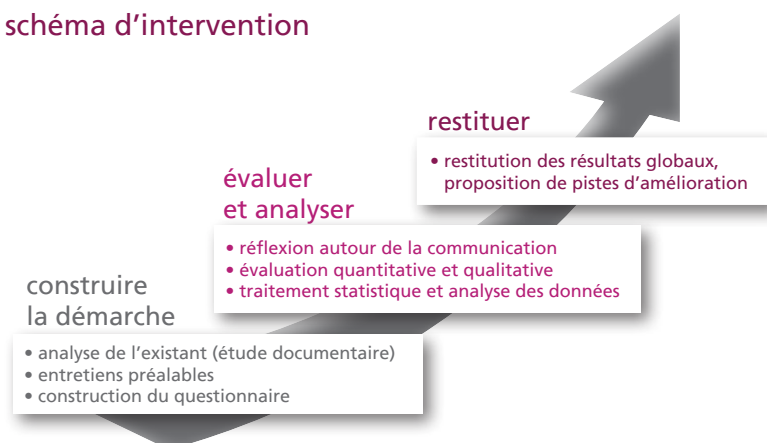 schéma d’intervention
restituer
• restitution des résultats globaux,
proposition de pistes d’amélioration
évaluer
et analyser
• réflexion autour de la communication
• évaluation quantitative et qualitative
• traitement statistique et analyse des données
construire
la démarche
• analyse de l’existant (étude documentaire)
• entretiens préalables
• construction du questionnaire